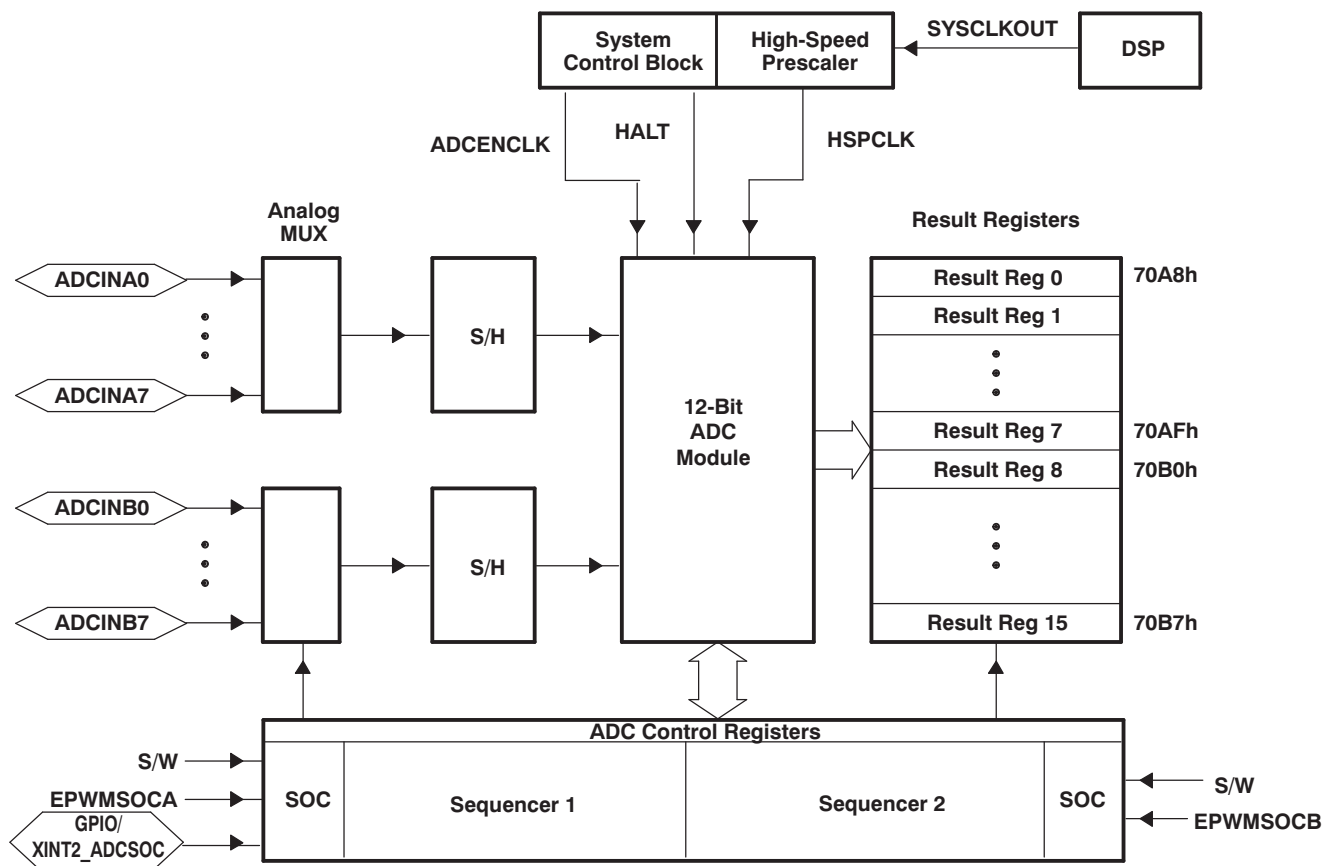 System
Control Block
High-Speed
Prescaler
SYSCLKOUT
DSP
ADCENCLK
HALT
HSPCLK
Analog
MUX
Result Registers
ADCINA0
ADCINA7
S/H
12-Bit
ADC
Module
Result Reg 0
70A8h
Result Reg 1
Result Reg 7
70AFh
Result Reg 8
70B0h
ADCINB0
ADCINB7
S/H
Result Reg 15
70B7h
ADC Control Registers
S/W
EPWMSOCA
GPIO/
XINT2_ADCSOC
SOC
Sequencer 1
Sequencer 2
SOC
S/W
EPWMSOCB